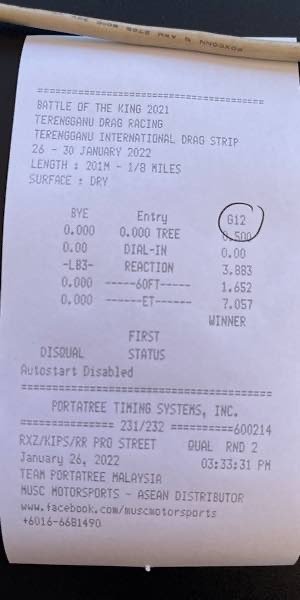 ==========================================
BATTLE OF THE KING 2021
TERENGGANU DRAG RACING
TERENGGANU INTERNATIONAL DRAG STRIP
26 - 30 JANUARY 2022
LENGTH : 201M - 1/8 MILES
SURFACE : DRY
BYE Entry G12
0.000 0.000 TREE 0.500
0.00 DIAL-IN 0.00
-LB3- REACTION 3.883
0.000 -----60FT----- 1.652
0.000 ------ET------ 7.057
WINNER
FIRST
DISQUAL STATUS
Autostart Disabled
==========================================
PORTATREE TIMING SYSTEMS, INC.
=============== 231/232 ==========600214
RXZ/KIPS/RR PRO STREET QUAL RND 2
January 26, 2022 03:33:31 PM
TEAM PORTATREE MALAYSIA
MUSC MOTORSPORTS - ASEAN DISTRIBUTOR
www.facebook.com/muscmotorsports
+6016-6681490